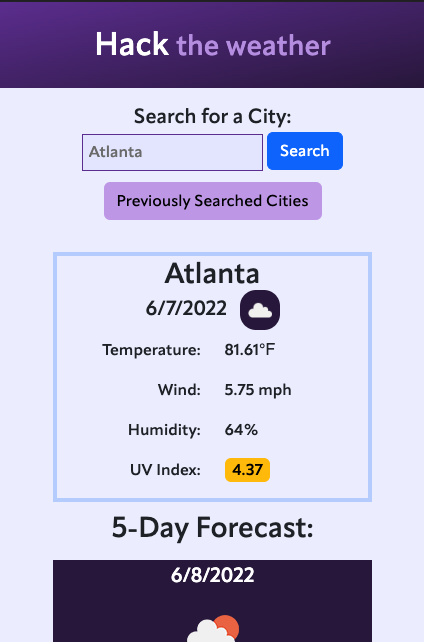 Hack the weather
Search for a City:
Atlanta
Search
Previously Searched Cities
Atlanta
6/7/2022
Temperature: 81.61°F
Wind: 5.75 mph
Humidity: 64%
UV Index: 4.37
5-Day Forecast:
6/8/2022